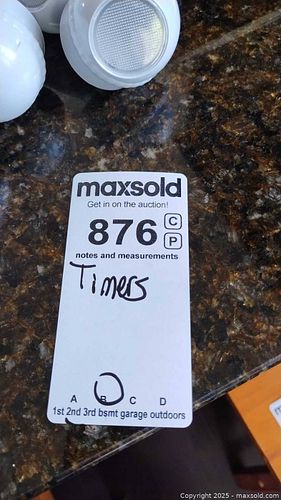 maxsold
Get in on the auction!
876 C
P
notes and measurements
Timers
A B C D
1st 2nd 3rd bsmt garage outdoors
Copyright 2025 - maxsold.com